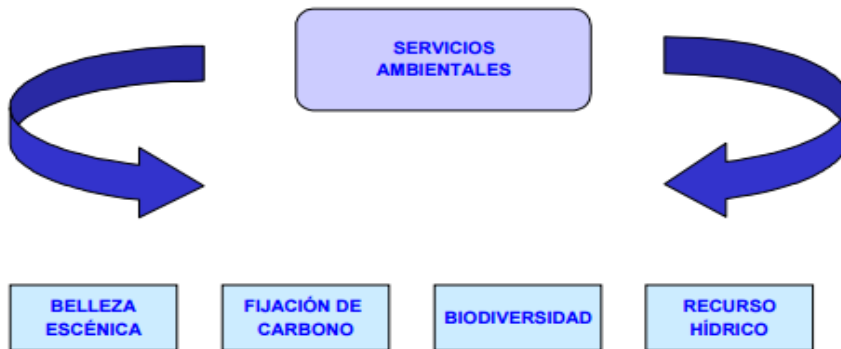 SERVICIOS
AMBIENTALES
BELLEZA
ESCÉNICA
FIJACIÓN DE
CARBONO
BIODIVERSIDAD
RECURSO
HÍDRICO